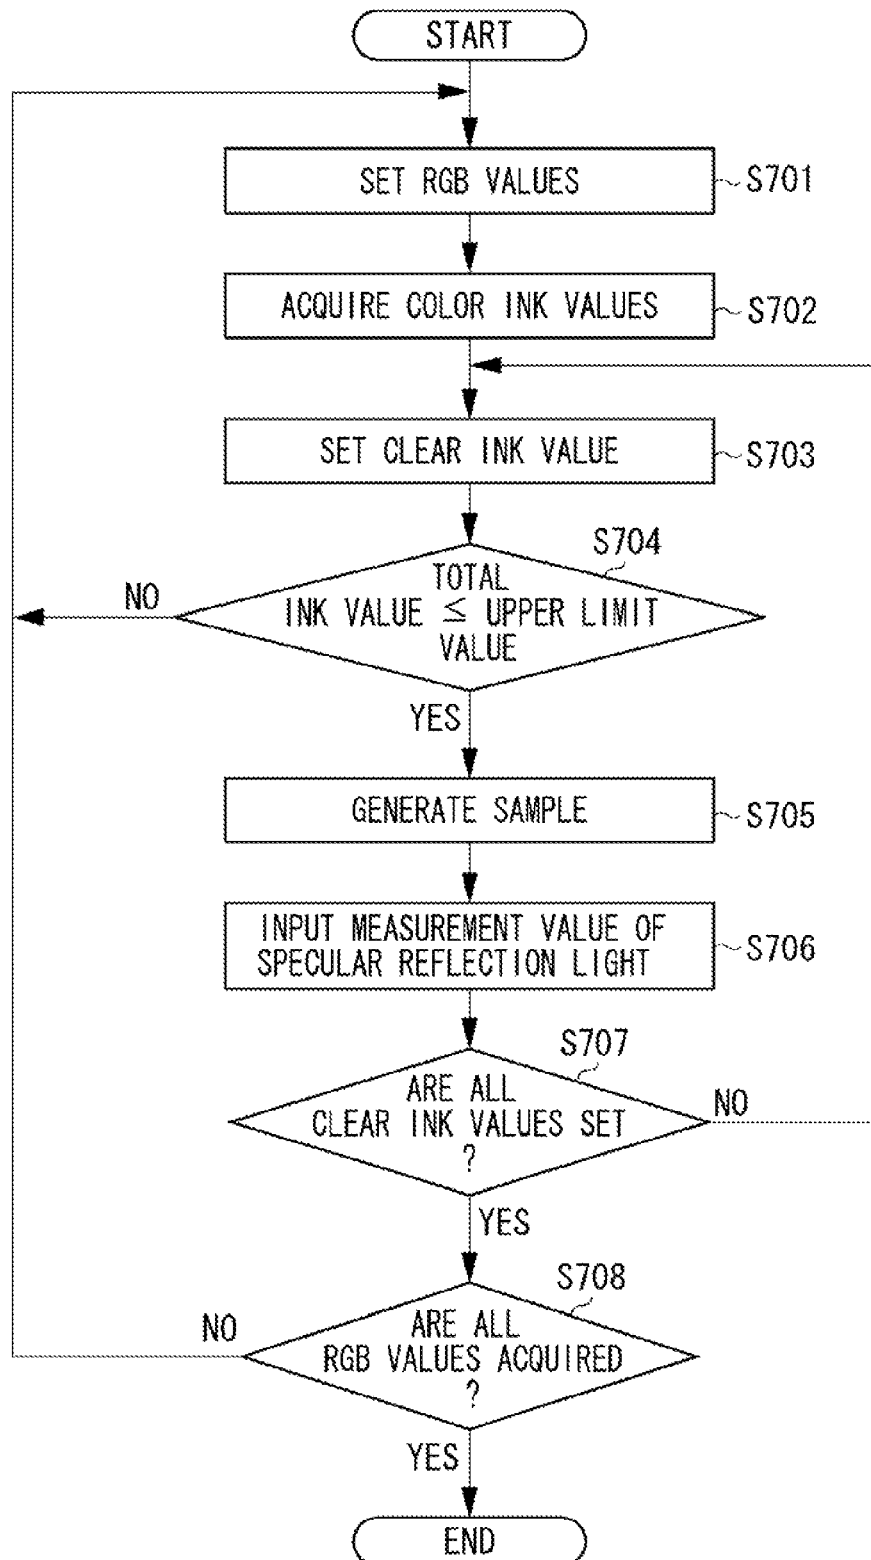 START
SET RGB VALUES
S701
ACQUIRE COLOR INK VALUES
S702
SET CLEAR INK VALUE
S703
S704
TOTAL
INK VALUE ≦ UPPER LIMIT
VALUE
NO
YES
GENERATE SAMPLE
S705
INPUT MEASUREMENT VALUE OF
SPECULAR REFLECTION LIGHT
S706
S707
ARE ALL
CLEAR INK VALUES SET
?
NO
YES
S708
ARE ALL
RGB VALUES ACQUIRED
?
NO
YES
END